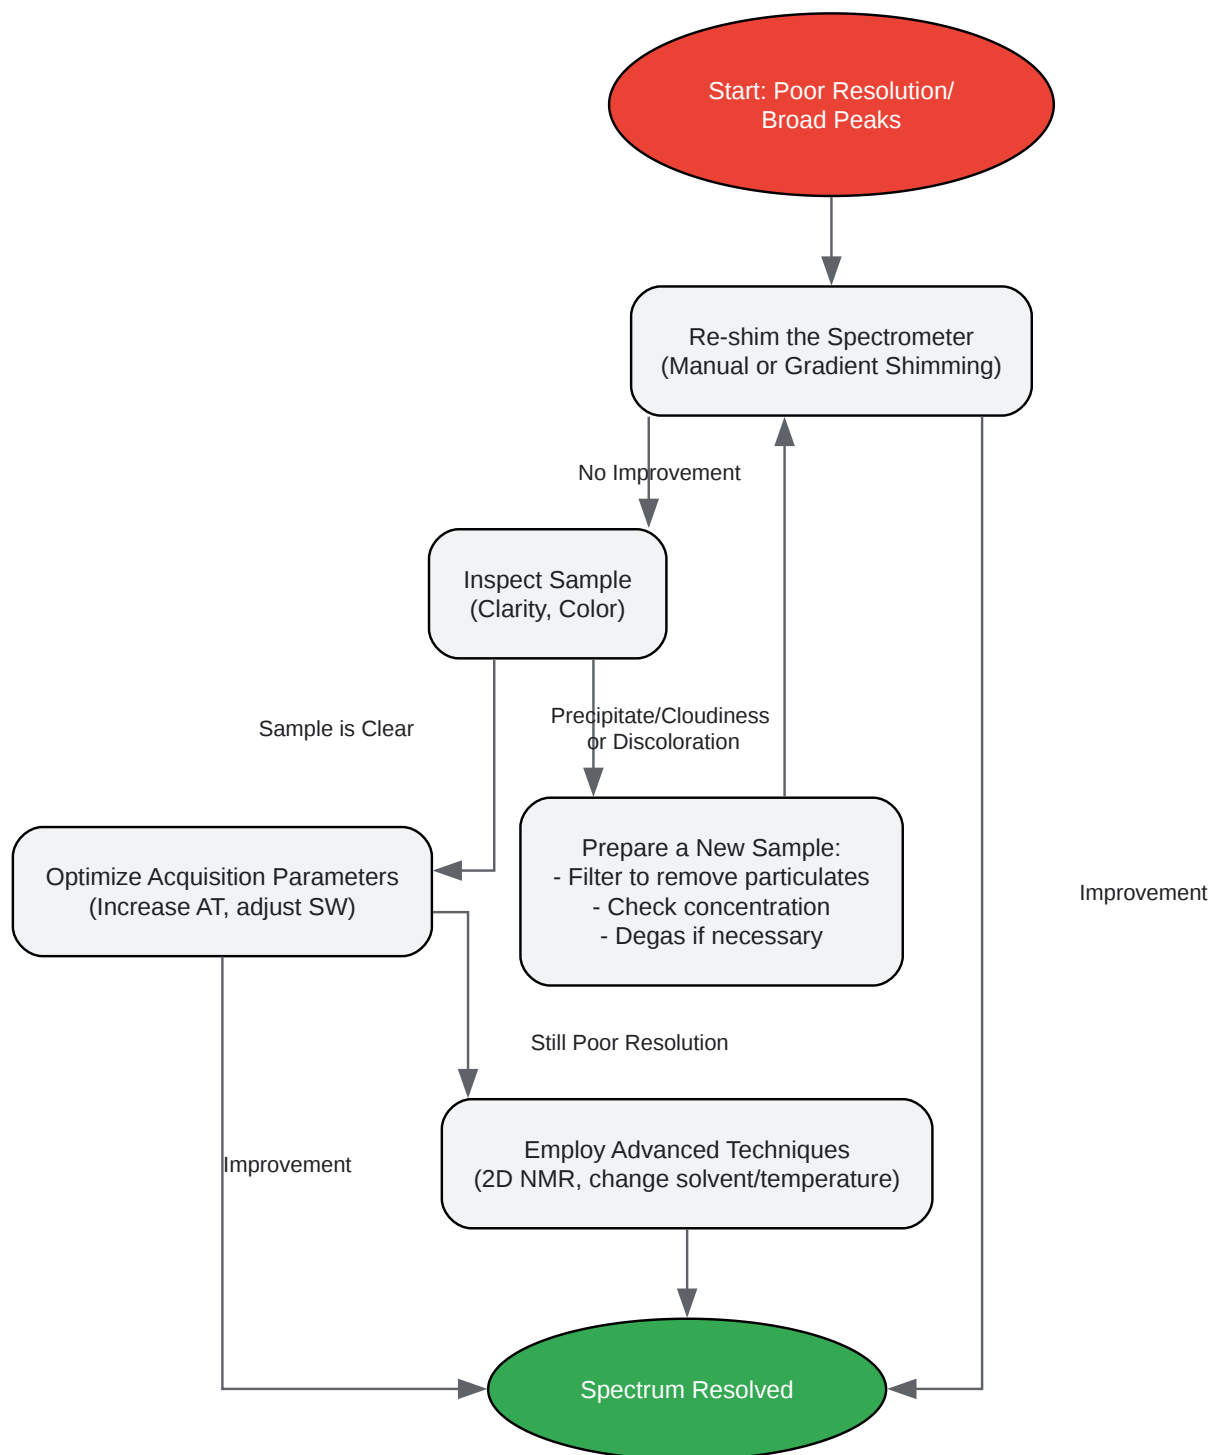 Start: Poor Resolution/
Broad Peaks
Re-shim the Spectrometer
(Manual or Gradient Shimming)
No Improvement
Inspect Sample
(Clarity, Color)
Sample is Clear
Precipitate/Cloudiness
or Discoloration
Prepare a New Sample:
- Filter to remove particulates
- Check concentration
- Degas if necessary
Optimize Acquisition Parameters
(Increase AT, adjust SW)
Improvement
Still Poor Resolution
Employ Advanced Techniques
(2D NMR, change solvent/temperature)
Improvement
Spectrum Resolved